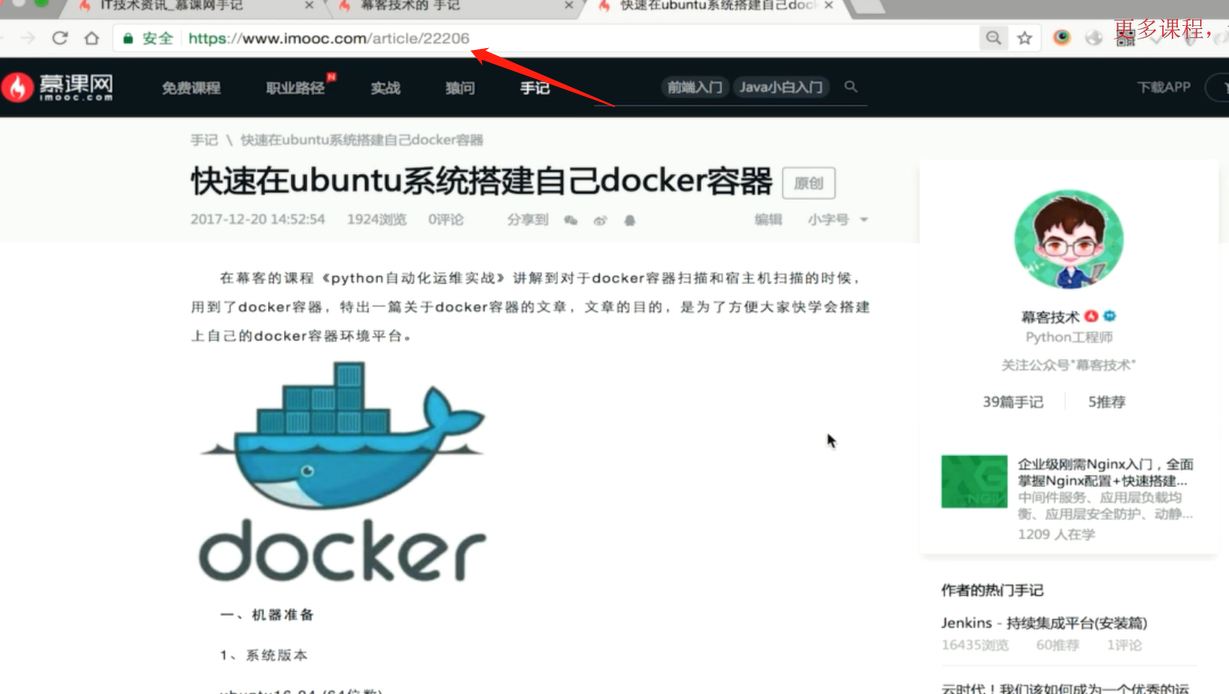 IT技术资讯_慕课网手记
幕客技术的 手记
快速在ubuntu系统搭建自己doc
更多课程，
安全 https://www.imooc.com/article/22206
慕课网
imooc.com
免费课程 职业路径 N 实战 猿问 手记 前端入门 Java小白入门 下载APP
手记 \ 快速在ubuntu系统搭建自己docker容器
快速在ubuntu系统搭建自己docker容器 原创
2017-12-20 14:52:54 1924浏览 0评论 分享到 编辑 小字号
在幕客的课程《python自动化运维实战》讲解到对于docker容器扫描和宿主机扫描的时候，
用到了docker容器，特出一篇关于docker容器的文章，文章的目的，是为了方便大家快学会搭建
上自己的docker容器环境平台。
docker
一、机器准备
1、系统版本
ubuntu16.04 (64位数)
幕客技术
Python工程师
关注公众号"幕客技术"
39篇手记 5推荐
企业级刚需Nginx入门，全面
掌握Nginx配置+快速搭建...
中间件服务、应用层负载均
衡、应用层安全防护、动静...
1209 人在学
作者的热门手记
Jenkins - 持续集成平台(安装篇)
16435浏览 60推荐 1评论
云时代！我们该如何成为一个优秀的运